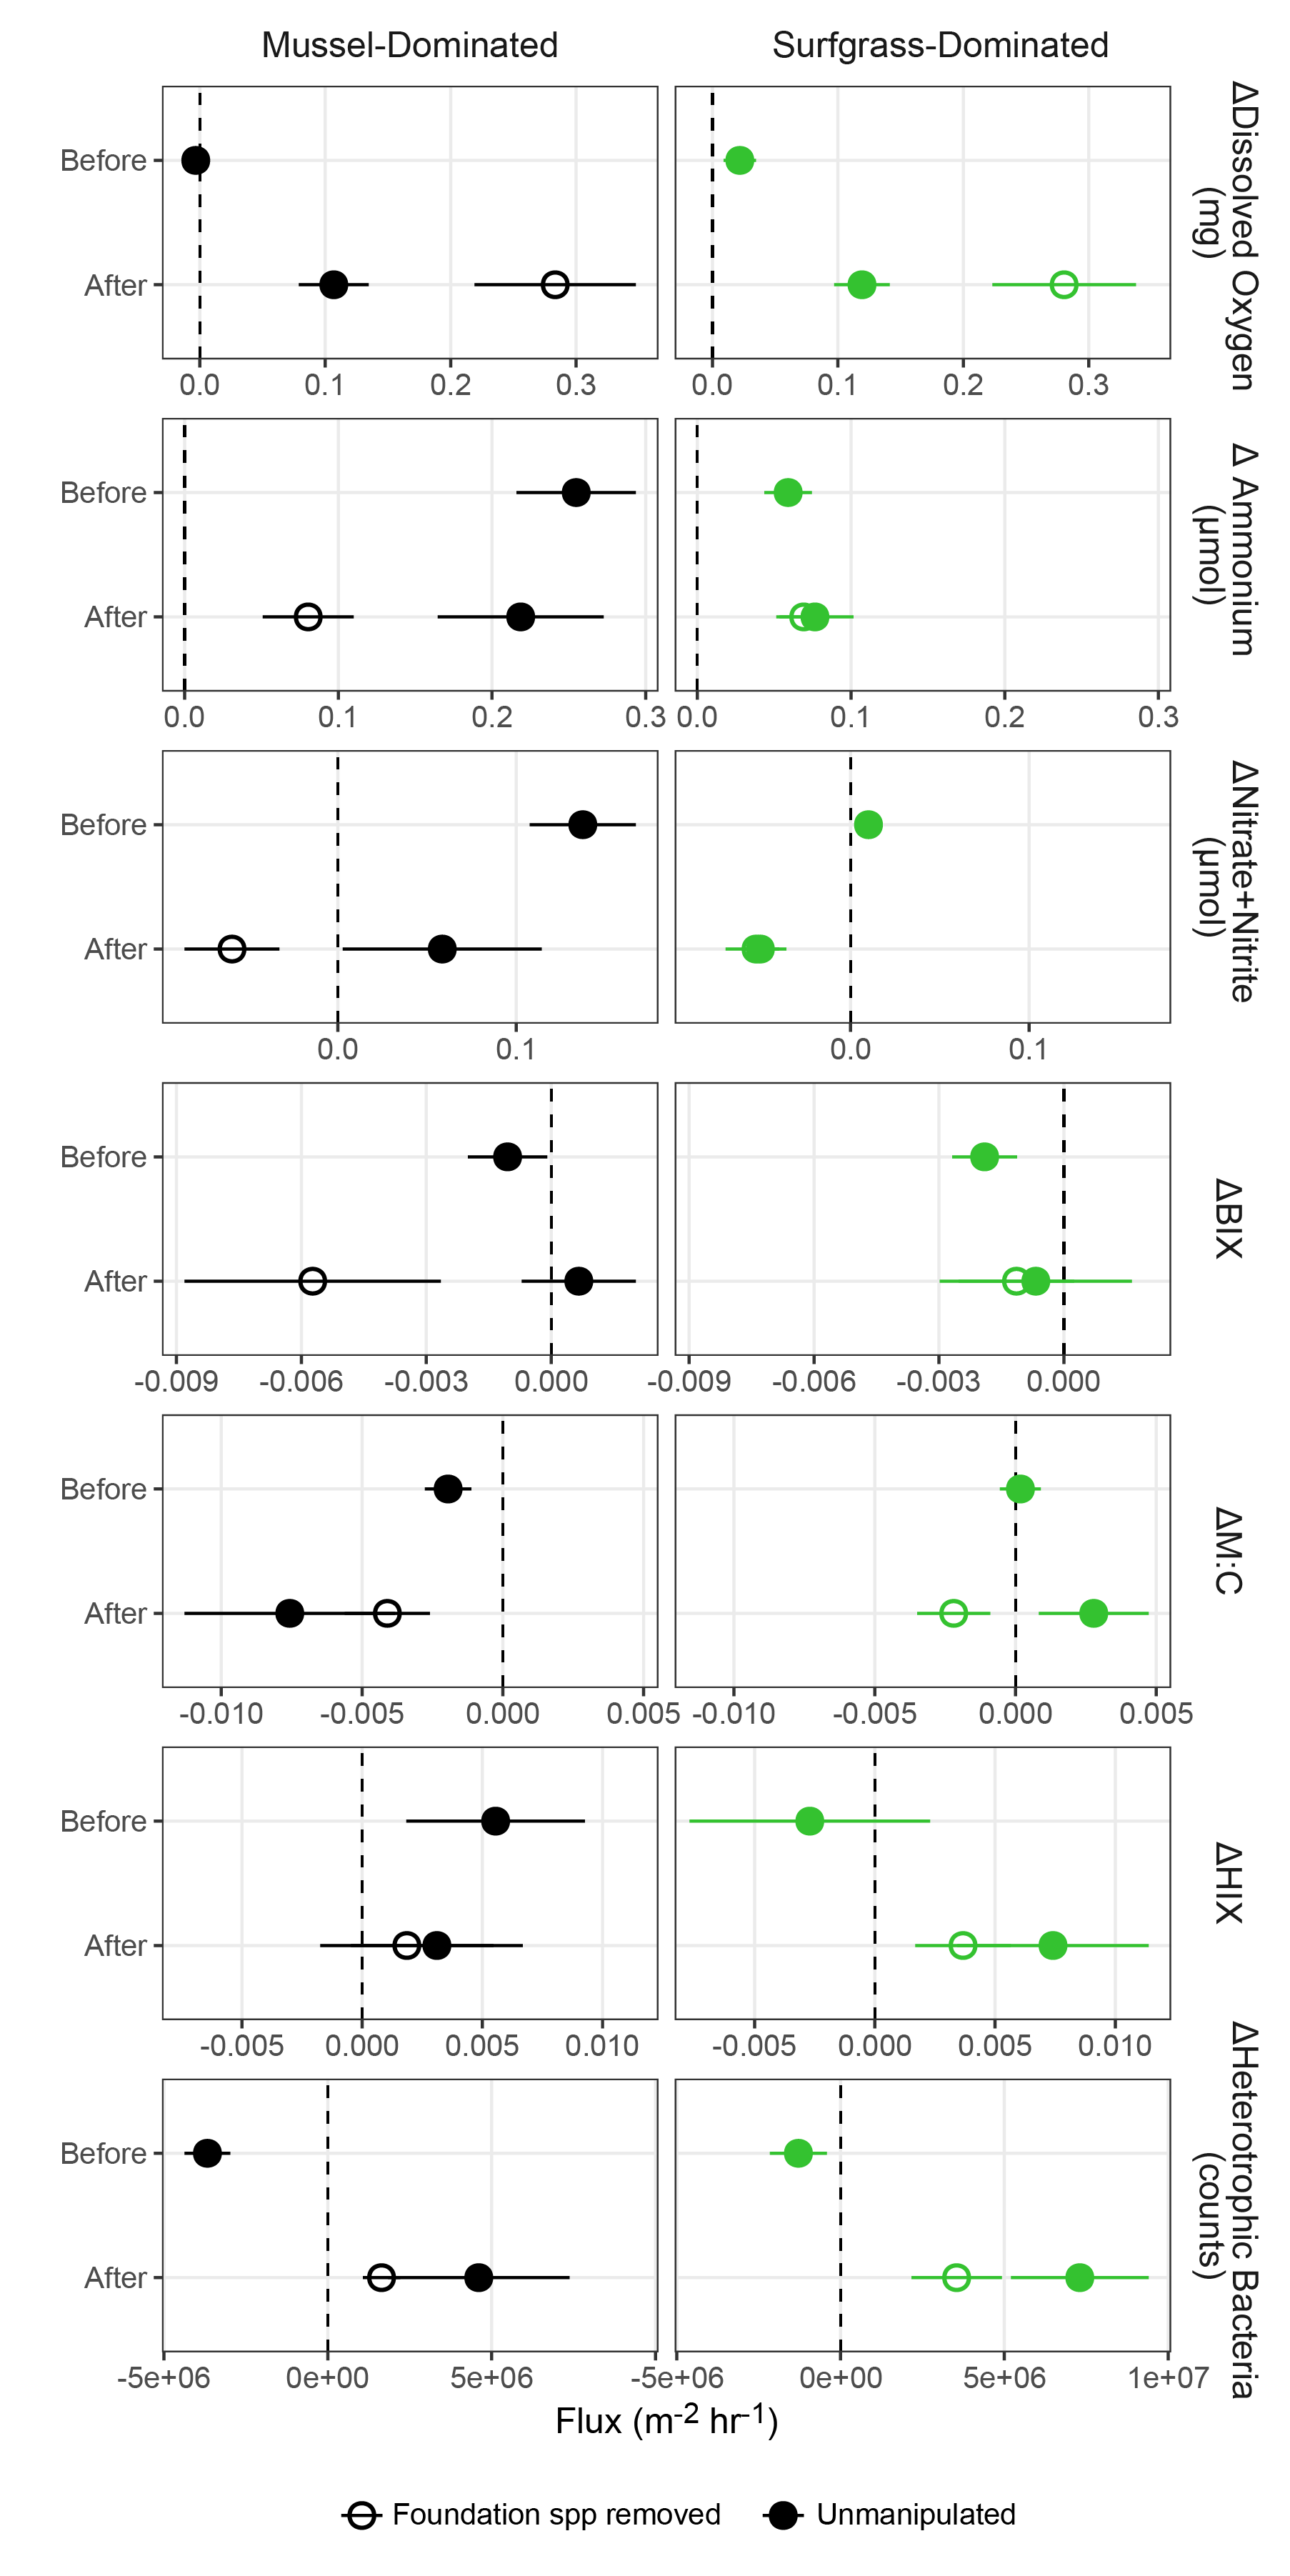 Mussel-Dominated Surfgrass-Dominated
Before
After
ΔDissolved Oxygen
(mg)
0.0 0.1 0.2 0.3 0.0 0.1 0.2 0.3
Before
After
Δ Ammonium
(µmol)
0.0 0.1 0.2 0.3 0.0 0.1 0.2 0.3
Before
After
ΔNitrate+Nitrite
(µmol)
0.0 0.1 0.0 0.1
Before
After
ΔBIX
-0.009 -0.006 -0.003 0.000 -0.009 -0.006 -0.003 0.000
Before
After
ΔM:C
-0.010 -0.005 0.000 0.005 -0.010 -0.005 0.000 0.005
Before
After
ΔHIX
-0.005 0.000 0.005 0.010 -0.005 0.000 0.005 0.010
Before
After
ΔHeterotrophic Bacteria
(counts)
-5e+06 0e+00 5e+06 -5e+06 0e+00 5e+06 1e+07
Flux (m⁻² hr⁻¹)
Foundation spp removed Unmanipulated